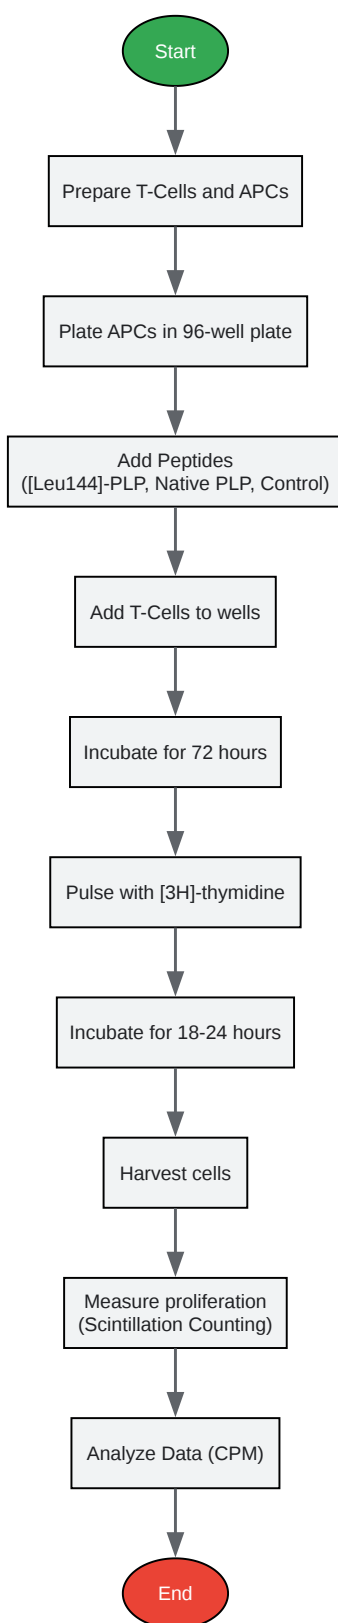 Start
Prepare T-Cells and APCs
Plate APCs in 96-well plate
Add Peptides
([Leu144]-PLP, Native PLP, Control)
Add T-Cells to wells
Incubate for 72 hours
Pulse with [3H]-thymidine
Incubate for 18-24 hours
Harvest cells
Measure proliferation
(Scintillation Counting)
Analyze Data (CPM)
End